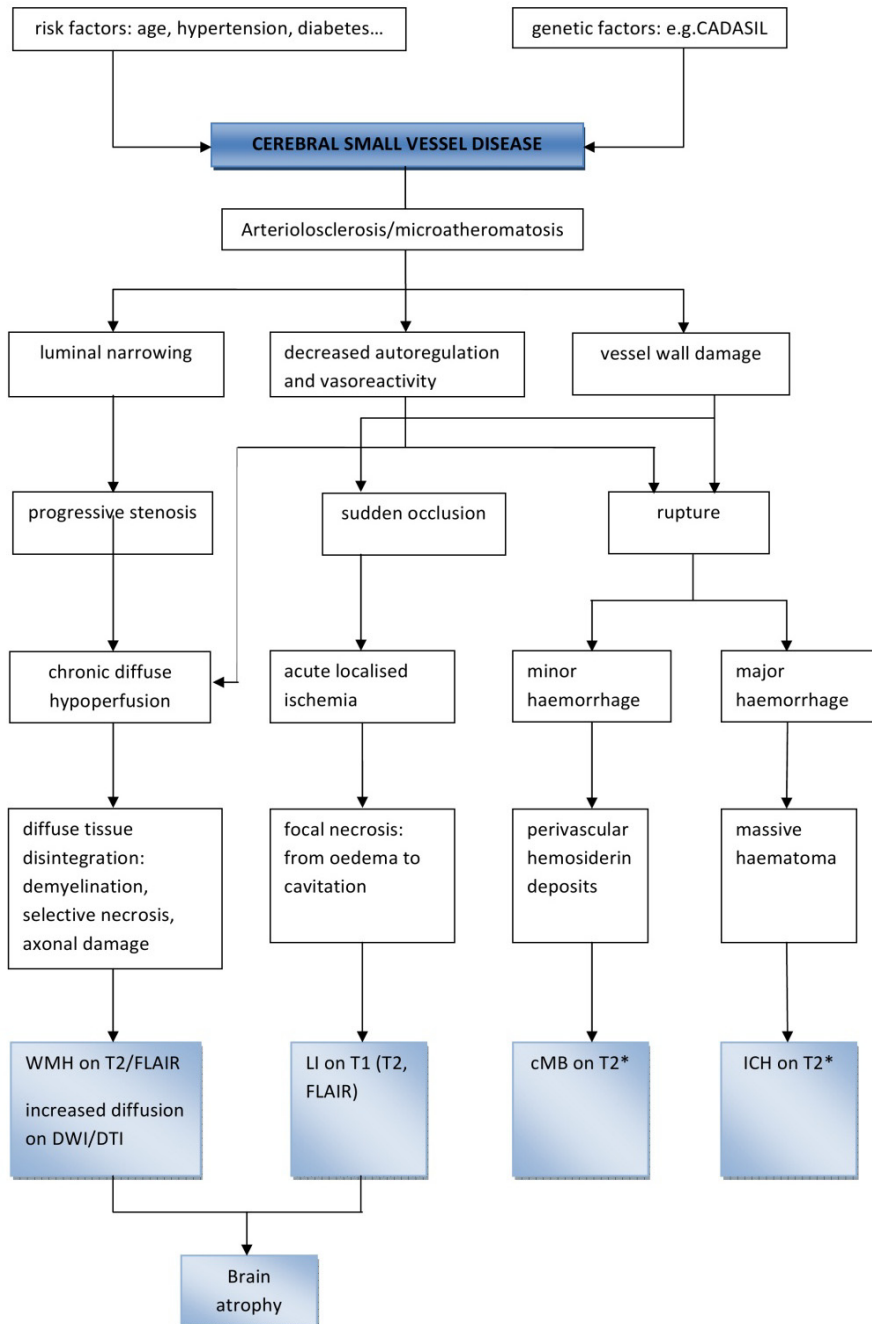 risk factors: age, hypertension, diabetes...
genetic factors: e.g.CADASIL
CEREBRAL SMALL VESSEL DISEASE
Arteriolosclerosis/microatheromatosis
luminal narrowing
decreased autoregulation
and vasoreactivity
vessel wall damage
progressive stenosis
sudden occlusion
rupture
chronic diffuse
hypoperfusion
acute localised
ischemia
minor
haemorrhage
major
haemorrhage
diffuse tissue
disintegration:
demyelination,
selective necrosis,
axonal damage
focal necrosis:
from oedema to
cavitation
perivascular
hemosiderin
deposits
massive
haematoma
WMH on T2/FLAIR
increased diffusion
on DWI/DTI
LI on T1 (T2,
FLAIR)
cMB on T2*
ICH on T2*
Brain
atrophy